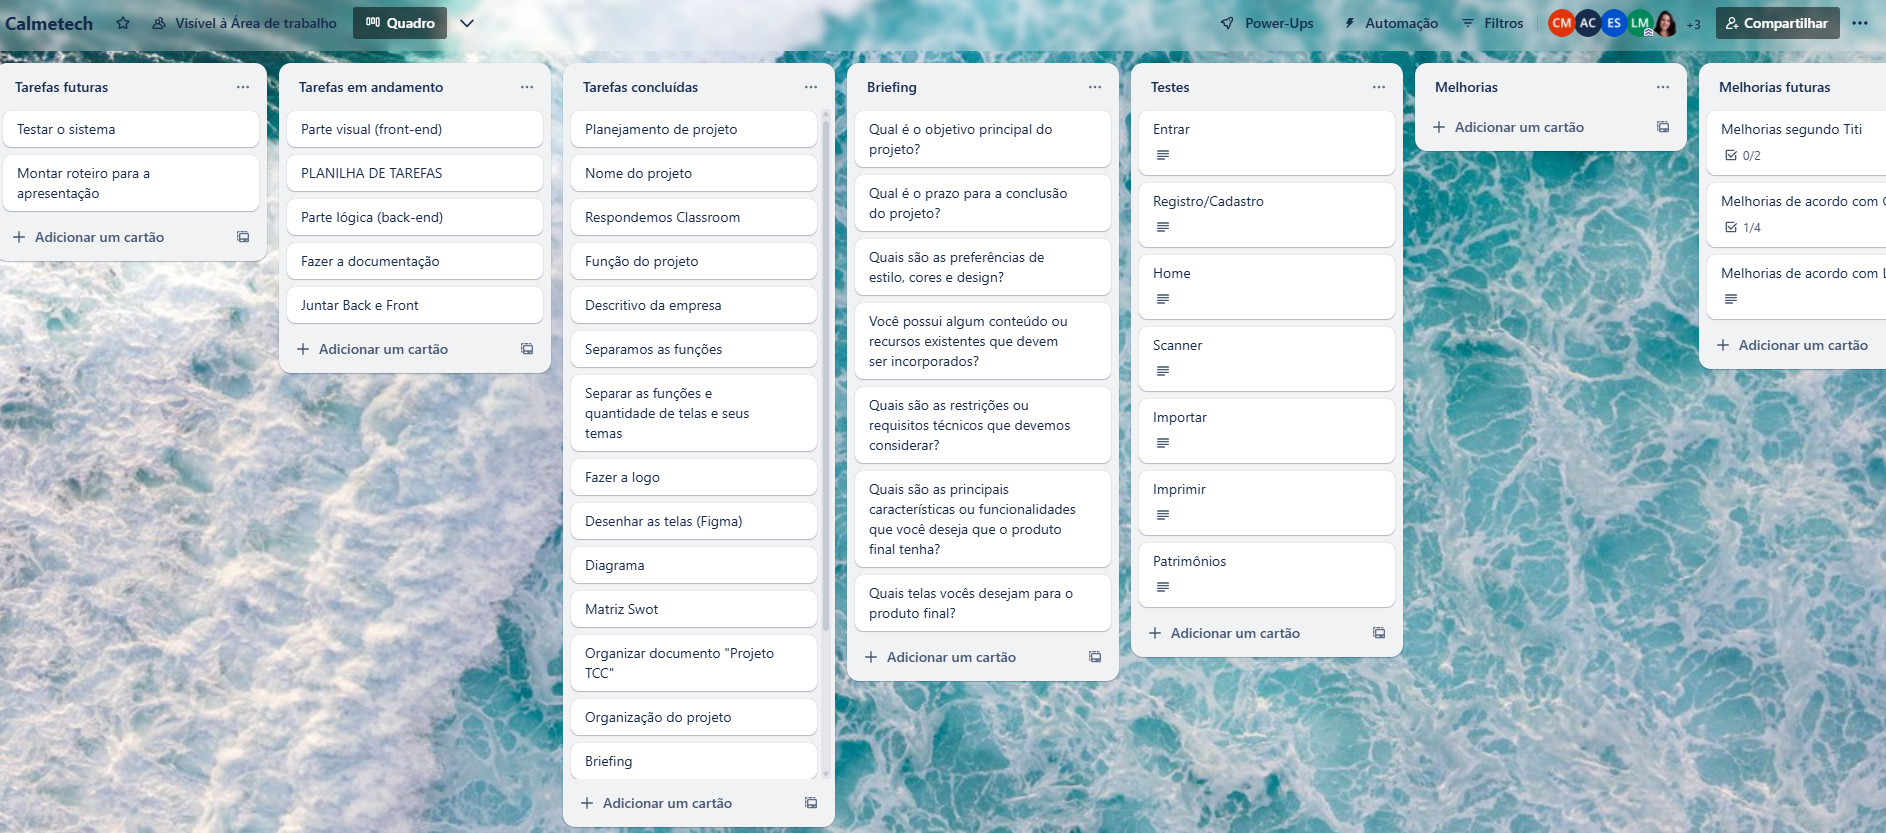 Calmetech
Visível à Área de trabalho
Quadro
Power-Ups
Automação
Filtros
CM
AC
ES
LM
+3
Compartilhar
Tarefas futuras
Testar o sistema
Montar roteiro para a
apresentação
Adicionar um cartão
Tarefas em andamento
Parte visual (front-end)
PLANILHA DE TAREFAS
Parte lógica (back-end)
Fazer a documentação
Juntar Back e Front
Adicionar um cartão
Tarefas concluídas
Planejamento de projeto
Nome do projeto
Respondemos Classroom
Função do projeto
Descritivo da empresa
Separamos as funções
Separar as funções e
quantidade de telas e seus
temas
Fazer a logo
Desenhar as telas (Figma)
Diagrama
Matriz Swot
Organizar documento "Projeto
TCC"
Organização do projeto
Briefing
Adicionar um cartão
Briefing
Qual é o objetivo principal do
projeto?
Qual é o prazo para a conclusão
do projeto?
Quais são as preferências de
estilo, cores e design?
Você possui algum conteúdo ou
recursos existentes que devem
ser incorporados?
Quais são as restrições ou
requisitos técnicos que devemos
considerar?
Quais são as principais
características ou funcionalidades
que você deseja que o produto
final tenha?
Quais telas vocês desejam para o
produto final?
Adicionar um cartão
Testes
Entrar
Registro/Cadastro
Home
Scanner
Importar
Imprimir
Patrimônios
Adicionar um cartão
Melhorias
Adicionar um cartão
Melhorias futuras
Melhorias segundo Titi
0/2
Melhorias de acordo com
1/4
Melhorias de acordo com
Adicionar um cartão